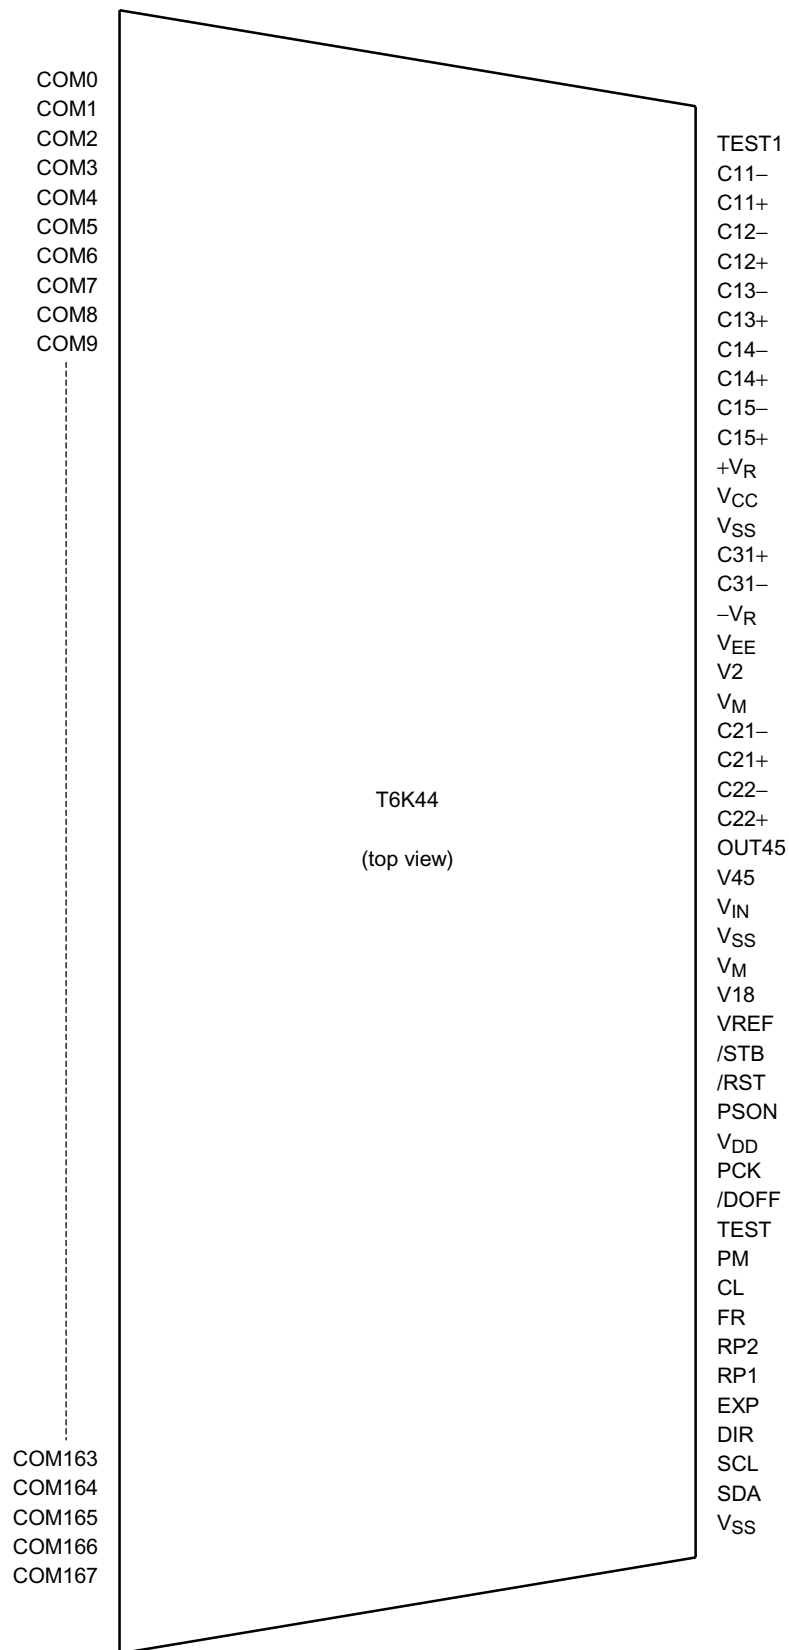 COM0
COM1
COM2
COM3
COM4
COM5
COM6
COM7
COM8
COM9
COM163
COM164
COM165
COM166
COM167
T6K44
(top view)
TEST1
C11−
C11+
C12−
C12+
C13−
C13+
C14−
C14+
C15−
C15+
+VR
VCC
VSS
C31+
C31−
−VR
VEE
V2
VM
C21−
C21+
C22−
C22+
OUT45
V45
VIN
VSS
VM
V18
VREF
/STB
/RST
PSON
VDD
PCK
/DOFF
TEST
PM
CL
FR
RP2
RP1
EXP
DIR
SCL
SDA
VSS